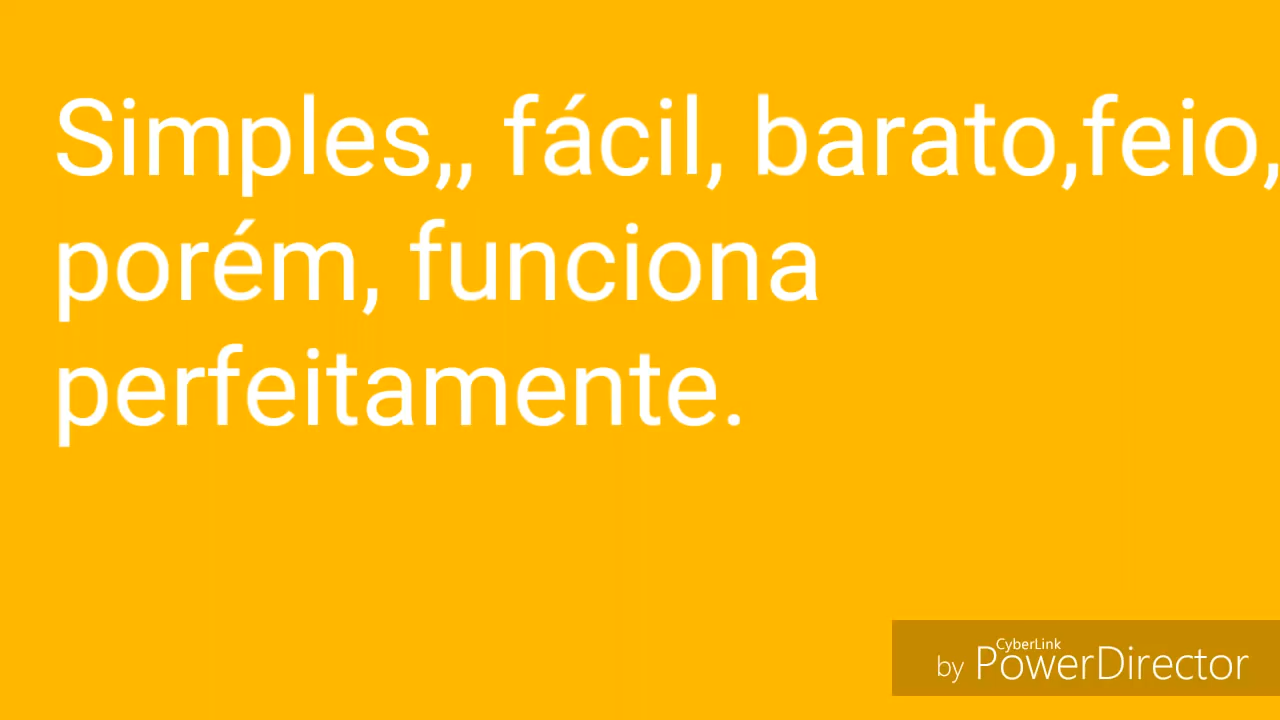 Simples,, fácil, barato,feio,
porém, funciona
perfeitamente.
CyberLink
by PowerDirector